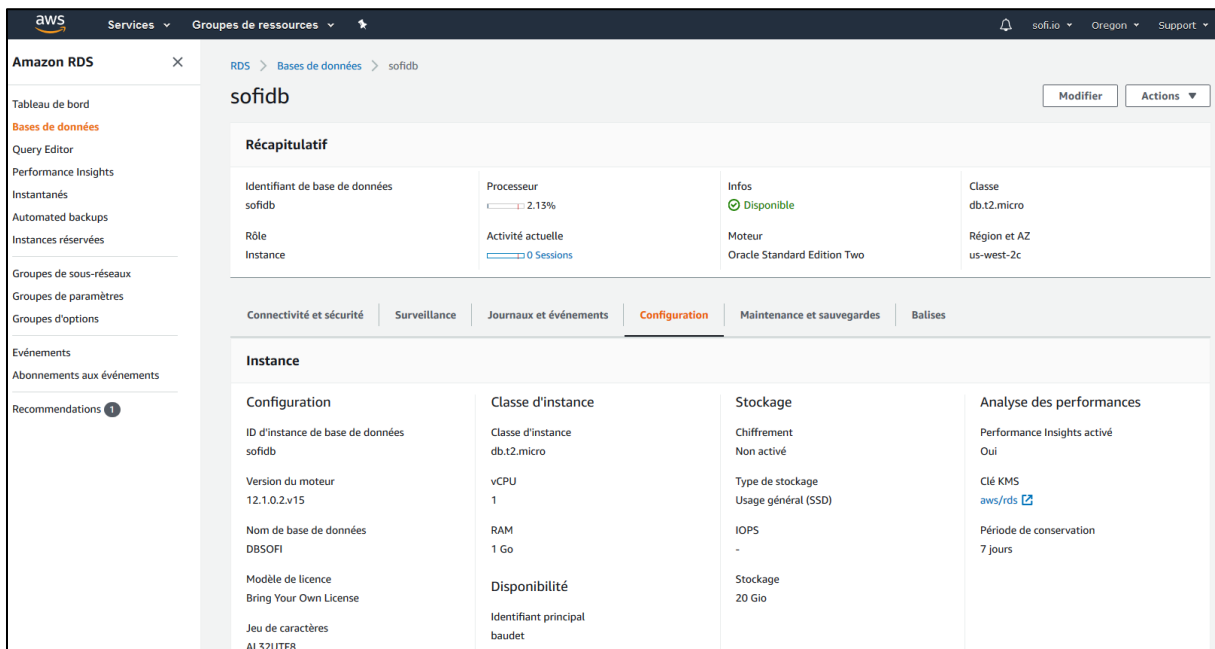 aws Services Groupes de ressources sofi.io Oregon Support
Amazon RDS
Tableau de bord
Bases de données
Query Editor
Performance Insights
Instantanés
Automated backups
Instances réservées
Groupes de sous-réseaux
Groupes de paramètres
Groupes d'options
Evénements
Abonnements aux événements
Recommendations 1
RDS > Bases de données > sofidb
sofidb
Modifier Actions
Récapitulatif
Identifiant de base de données
sofidb
Rôle
Instance
Processeur
2.13%
Activité actuelle
0 Sessions
Infos
Disponible
Moteur
Oracle Standard Edition Two
Classe
db.t2.micro
Région et AZ
us-west-2c
Connectivité et sécurité Surveillance Journaux et événements Configuration Maintenance et sauvegardes Balises
Instance
Configuration
ID d'instance de base de données
sofidb
Version du moteur
12.1.0.2.v15
Nom de base de données
DBSOFI
Modèle de licence
Bring Your Own License
Jeu de caractères
AL32UTF8
Classe d'instance
Classe d'instance
db.t2.micro
vCPU
1
RAM
1 Go
Disponibilité
Identifiant principal
baudet
Stockage
Chiffrement
Non activé
Type de stockage
Usage général (SSD)
IOPS
-
Stockage
20 Gio
Analyse des performances
Performance Insights activé
Oui
Clé KMS
aws/rds
Période de conservation
7 jours